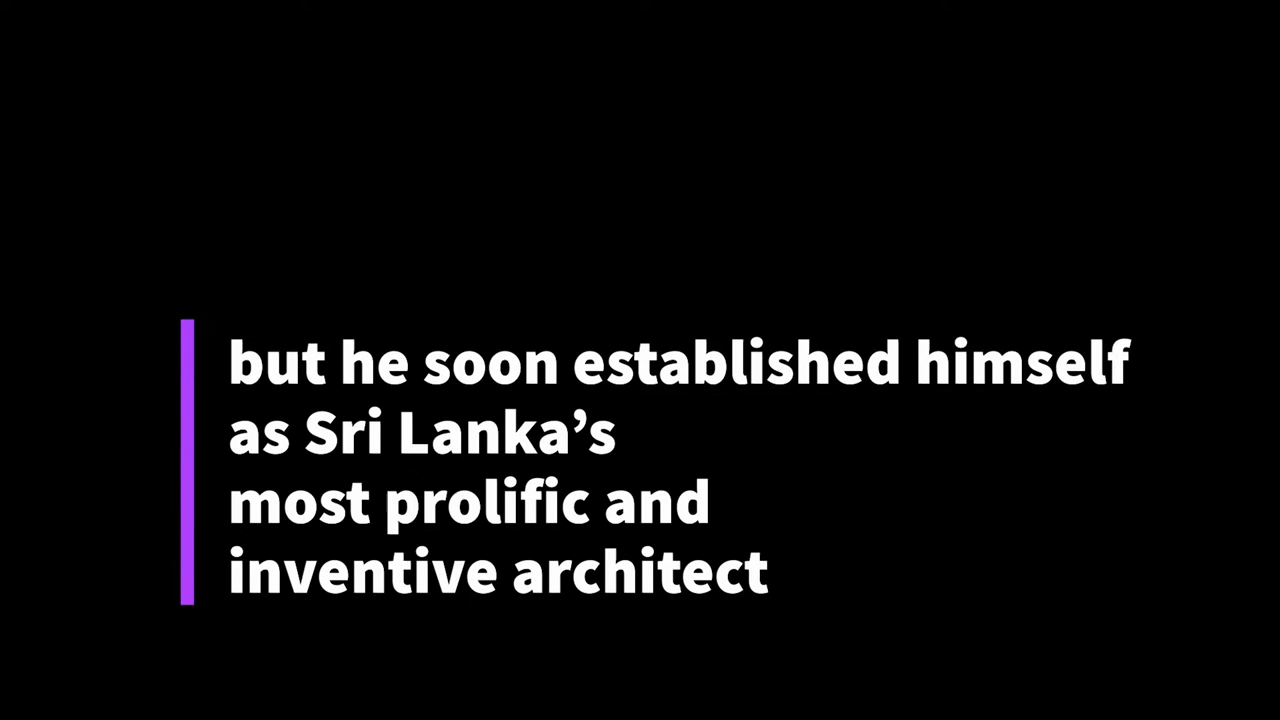 but he soon established himself
as Sri Lanka’s
most prolific and
inventive architect